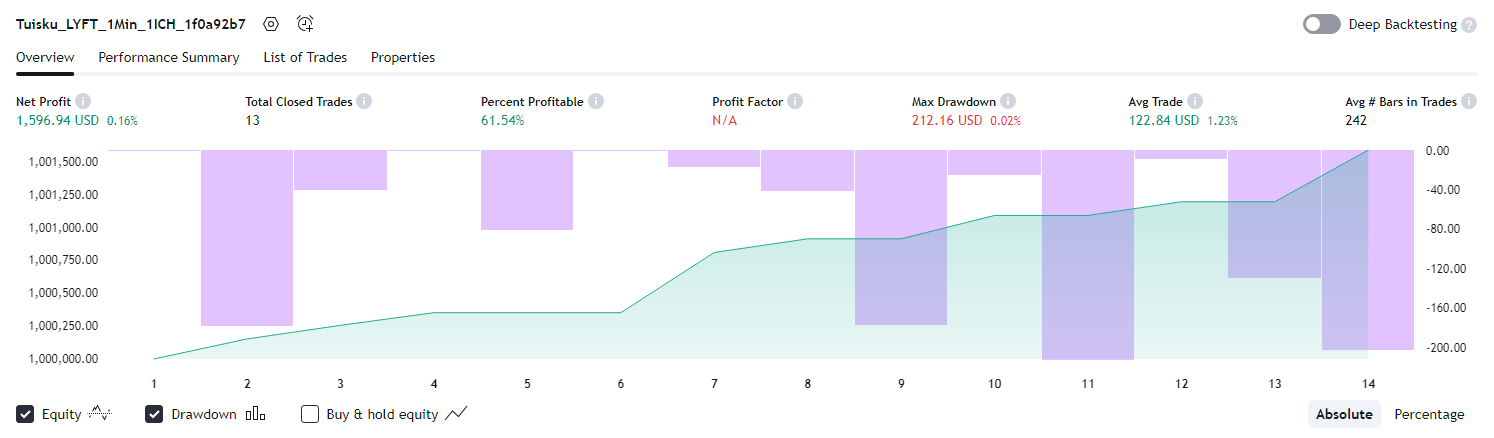 Tuisku_LYFT_1Min_1ICH_1f0a92b7 Deep Backtesting ?
Overview Performance Summary List of Trades Properties
Net Profit i Total Closed Trades i Percent Profitable i Profit Factor i Max Drawdown i Avg Trade i Avg # Bars in Trades i
1,596.94 USD 0.16% 13 61.54% N/A 212.16 USD 0.02% 122.84 USD 1.23% 242
1,001,500.00 0.00
1,001,250.00 -40.00
1,001,000.00 -80.00
1,000,750.00 -120.00
1,000,500.00 -160.00
1,000,250.00 -200.00
1,000,000.00
1 2 3 4 5 6 7 8 9 10 11 12 13 14
Equity Drawdown Buy & hold equity Absolute Percentage